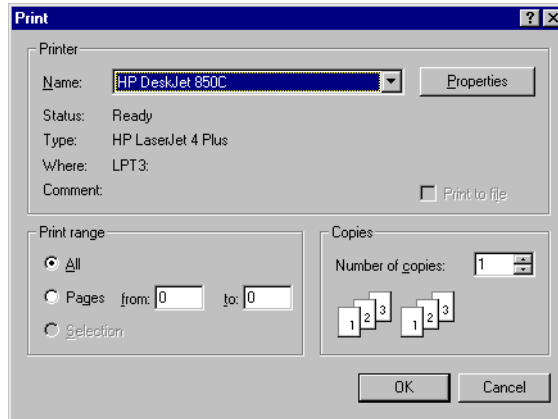 Print
Printer
Name: HP DeskJet 850C Properties
Status: Ready
Type: HP LaserJet 4 Plus
Where: LPT3:
Comment: Print to file
Print range
All
Pages from: 0 to: 0
Selection
Copies
Number of copies: 1
1 2 3 1 2 3
OK Cancel